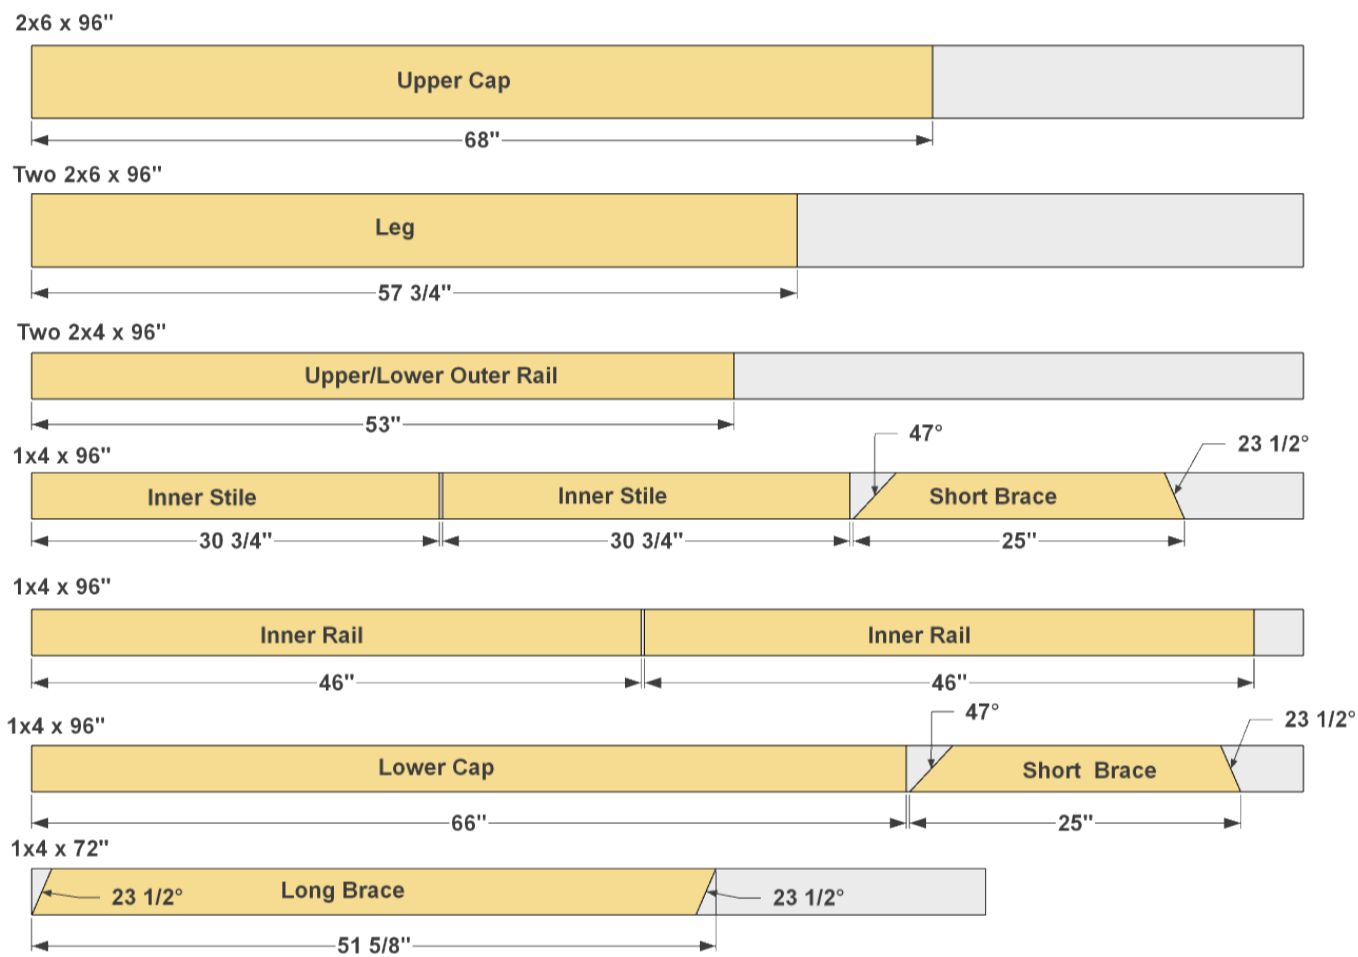 2x6 x 96"
Upper Cap
68"
Two 2x6 x 96"
Leg
57 3/4"
Two 2x4 x 96"
Upper/Lower Outer Rail
53"
47°
23 1/2°
1x4 x 96"
Inner Stile Inner Stile Short Brace
30 3/4" 30 3/4" 25"
1x4 x 96"
Inner Rail Inner Rail
46" 46"
47° 23 1/2°
1x4 x 96"
Lower Cap Short Brace
66" 25"
1x4 x 72"
23 1/2° Long Brace 23 1/2°
51 5/8"